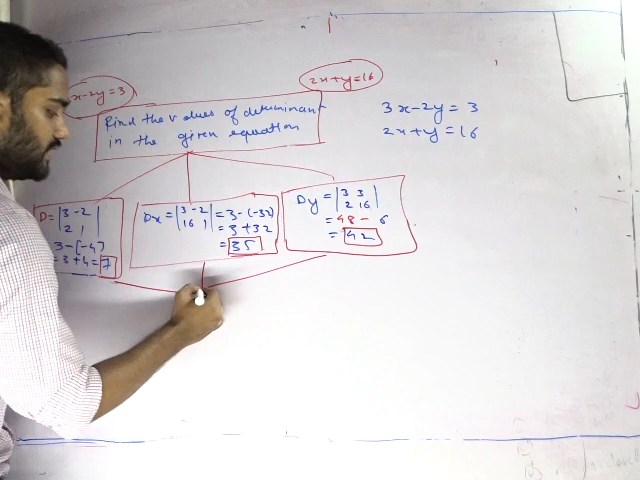 x-2y=3
2x+y=16
Find the values of determinant
in the given equation
3x-2y = 3
2x+y = 16
D = |3 -2|
|2 1|
3-(-4)
= 3+4 = 7
Dx = |3 -2| = 3-(-32)
|16 1| = 3+32
= 35
Dy = |3 3|
|2 16|
= 48 - 6
= 42